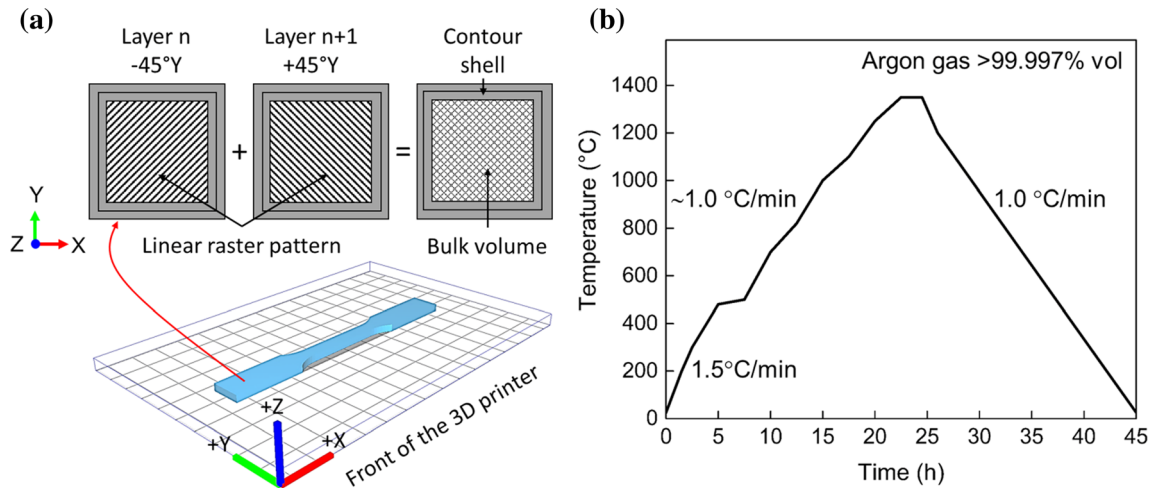 (a)
Layer n
-45°Y
Layer n+1
+45°Y
Contour
shell
+
=
Y
Z
X
Linear raster pattern
Bulk volume
+Z
+Y
+X
Front of the 3D printer
(b)
Argon gas >99.997% vol
~1.0 °C/min
1.0 °C/min
1.5°C/min
Temperature (°C)
1400
1200
1000
800
600
400
200
0
0 5 10 15 20 25 30 35 40 45
Time (h)